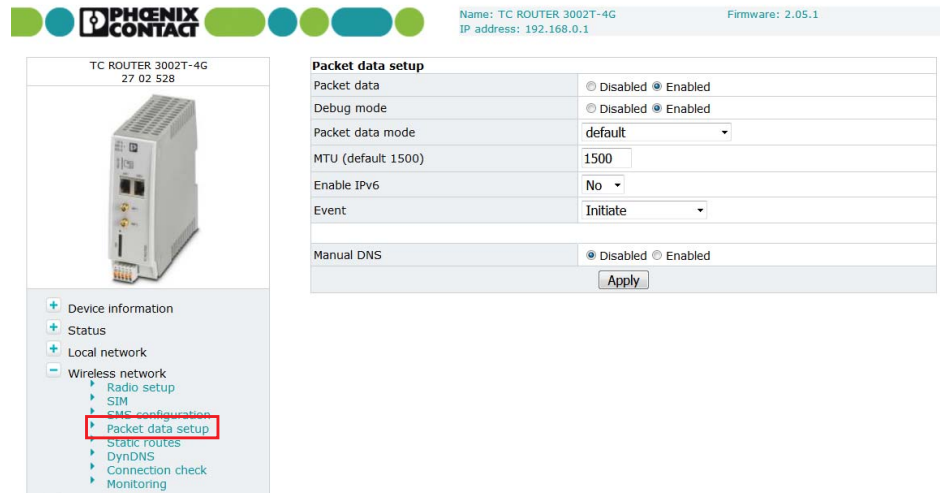 PHŒNIX
CONTACT
Name: TC ROUTER 3002T-4G Firmware: 2.05.1
IP address: 192.168.0.1
TC ROUTER 3002T-4G
27 02 528
Packet data setup
Packet data Disabled Enabled
Debug mode Disabled Enabled
Packet data mode default
MTU (default 1500) 1500
Enable IPv6 No
Event Initiate
Manual DNS Disabled Enabled
Apply
Device information
Status
Local network
Wireless network
Radio setup
SIM
SMS configuration
Packet data setup
Static routes
DynDNS
Connection check
Monitoring